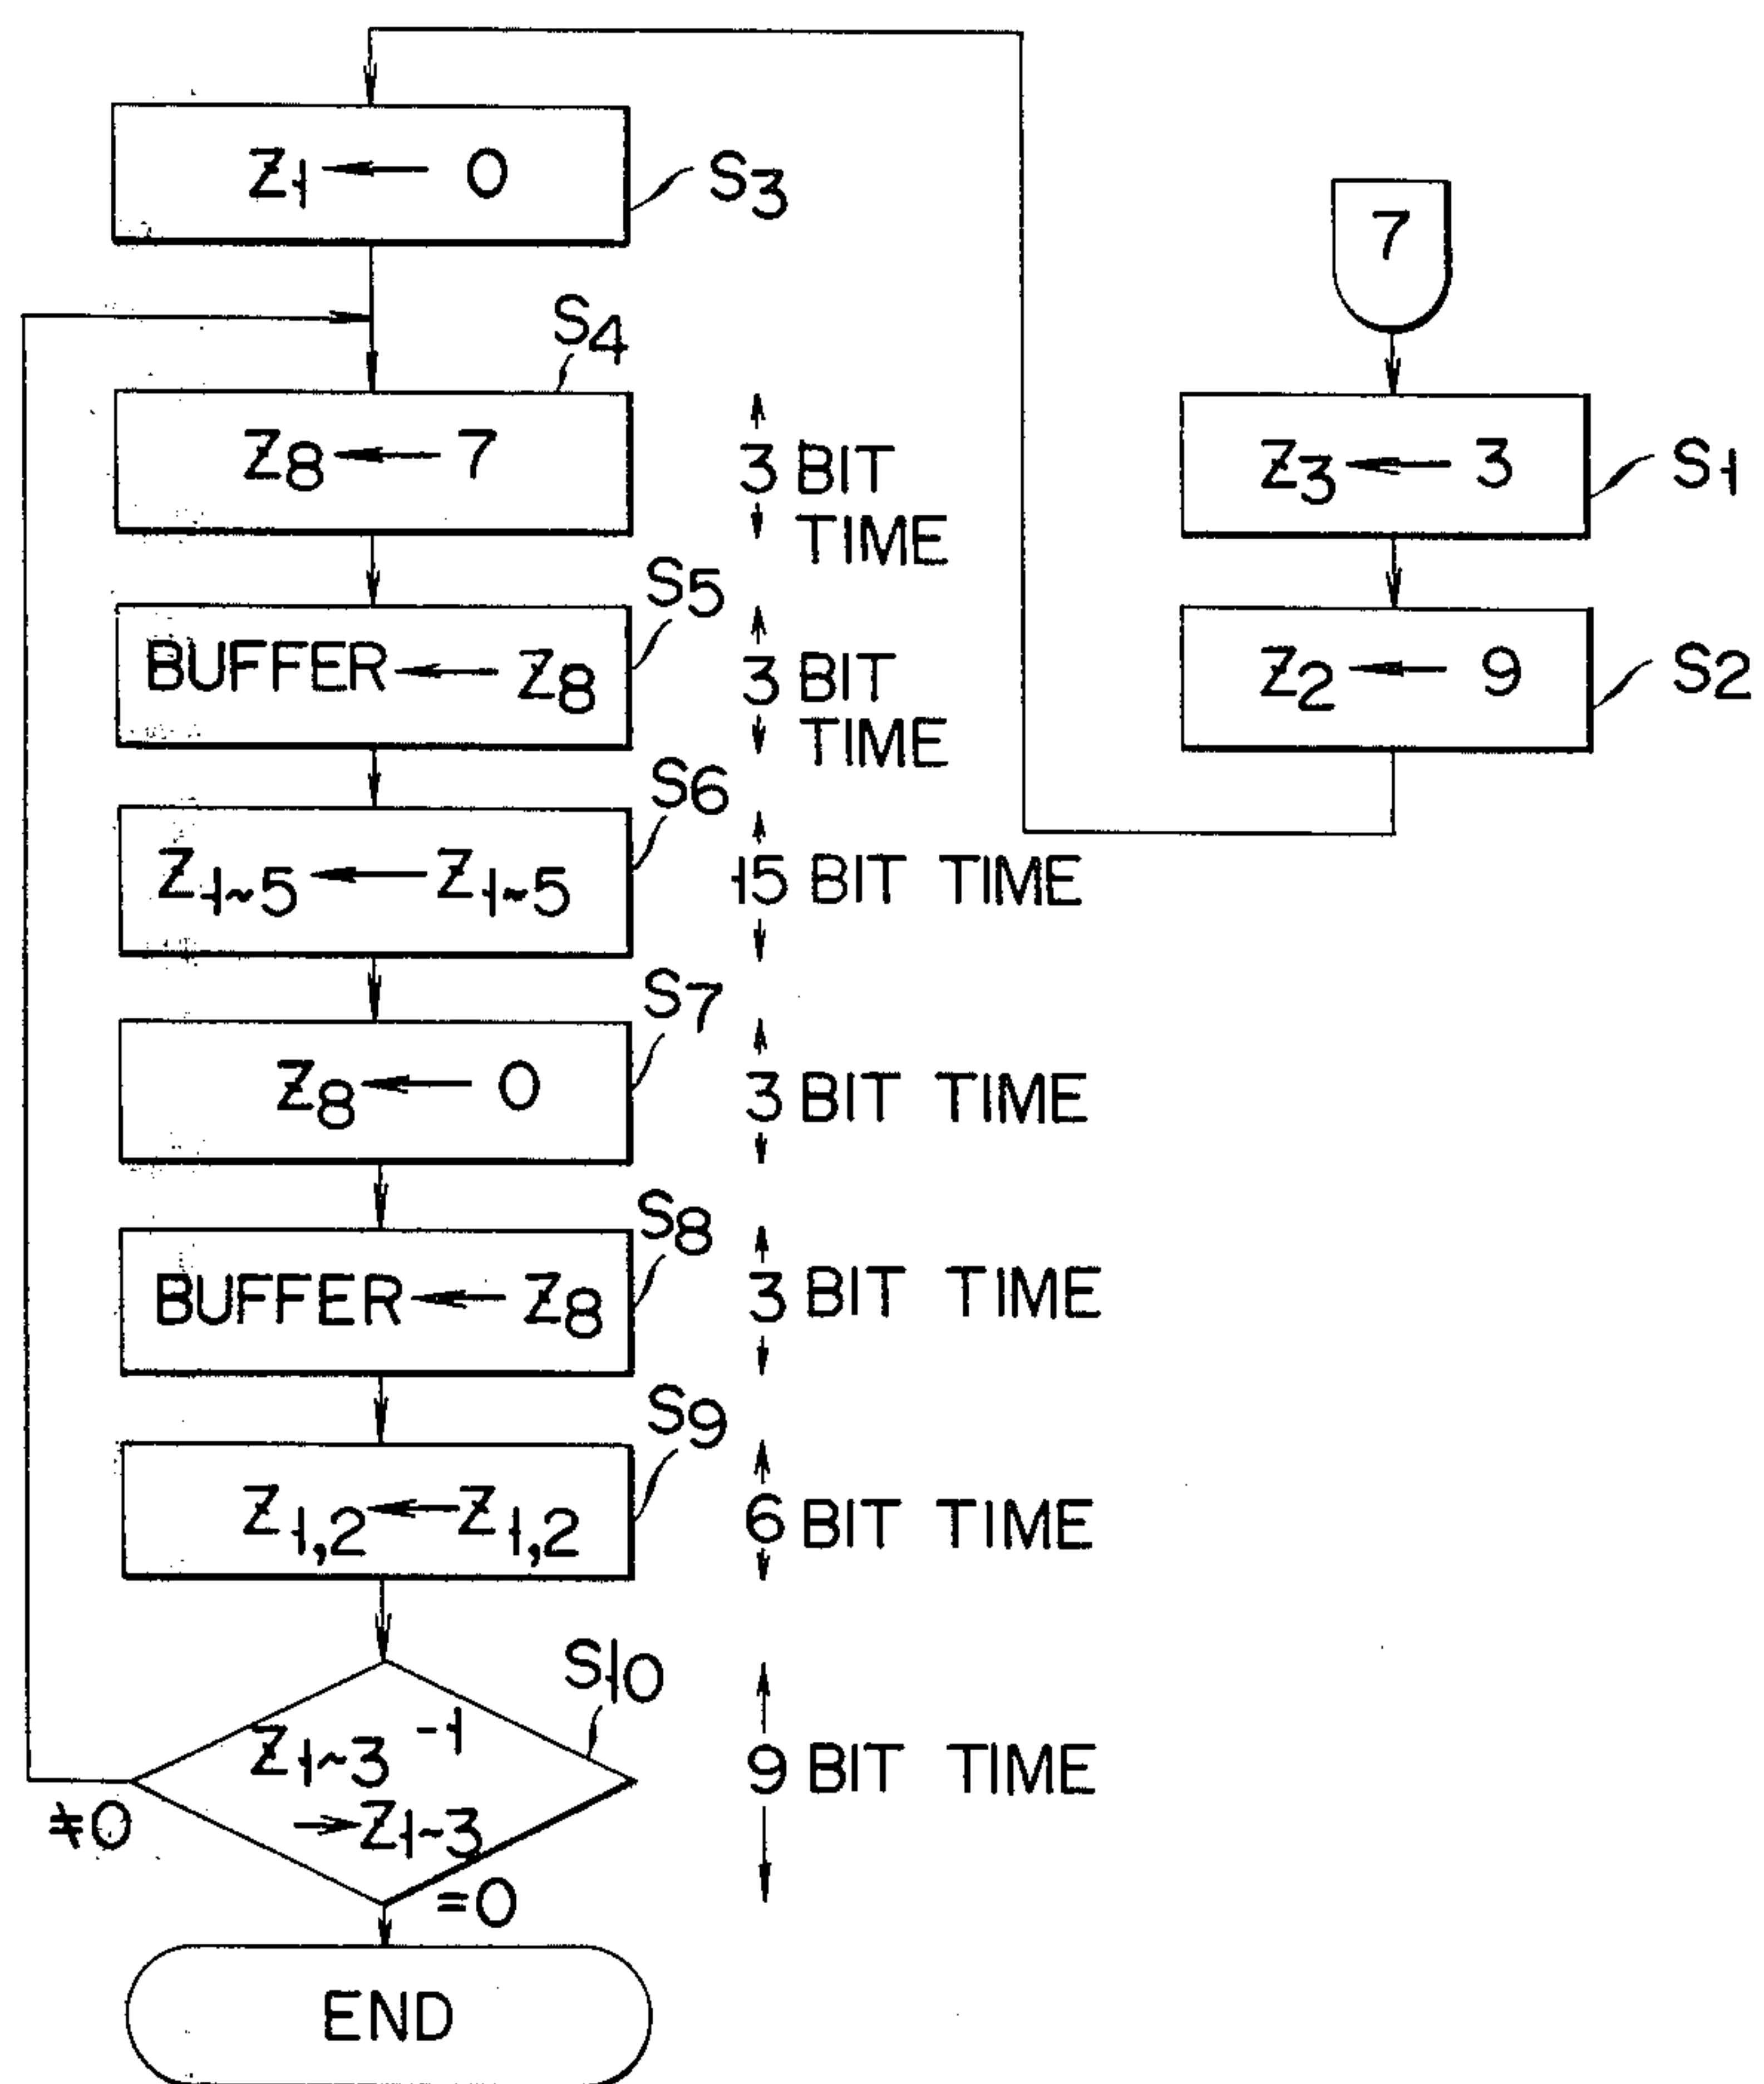 Z1 ← 0
S3
7
S4
Z8 ← 7
3 BIT
TIME
Z3 ← 3
S1
S5
BUFFER ← Z8
3 BIT
TIME
Z2 ← 9
S2
S6
Z1~5 ← Z1~5
15 BIT TIME
S7
Z8 ← 0
3 BIT TIME
S8
BUFFER ← Z8
3 BIT TIME
S9
Z1,2 ← Z1,2
6 BIT TIME
S10
Z1~3 -1
→ Z1~3
9 BIT TIME
≠0
=0
END